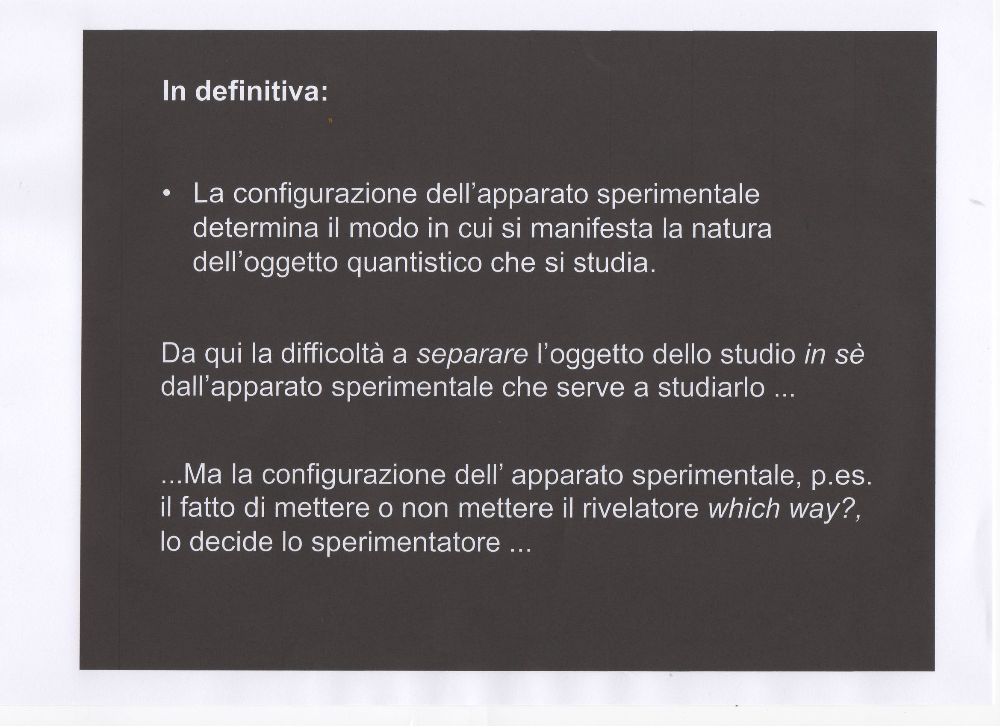 In definitiva:
• La configurazione dell’apparato sperimentale
determina il modo in cui si manifesta la natura
dell’oggetto quantistico che si studia.
Da qui la difficoltà a separare l’oggetto dello studio in sè
dall’apparato sperimentale che serve a studiarlo ...
...Ma la configurazione dell’ apparato sperimentale, p.es.
il fatto di mettere o non mettere il rivelatore which way?,
lo decide lo sperimentatore ...